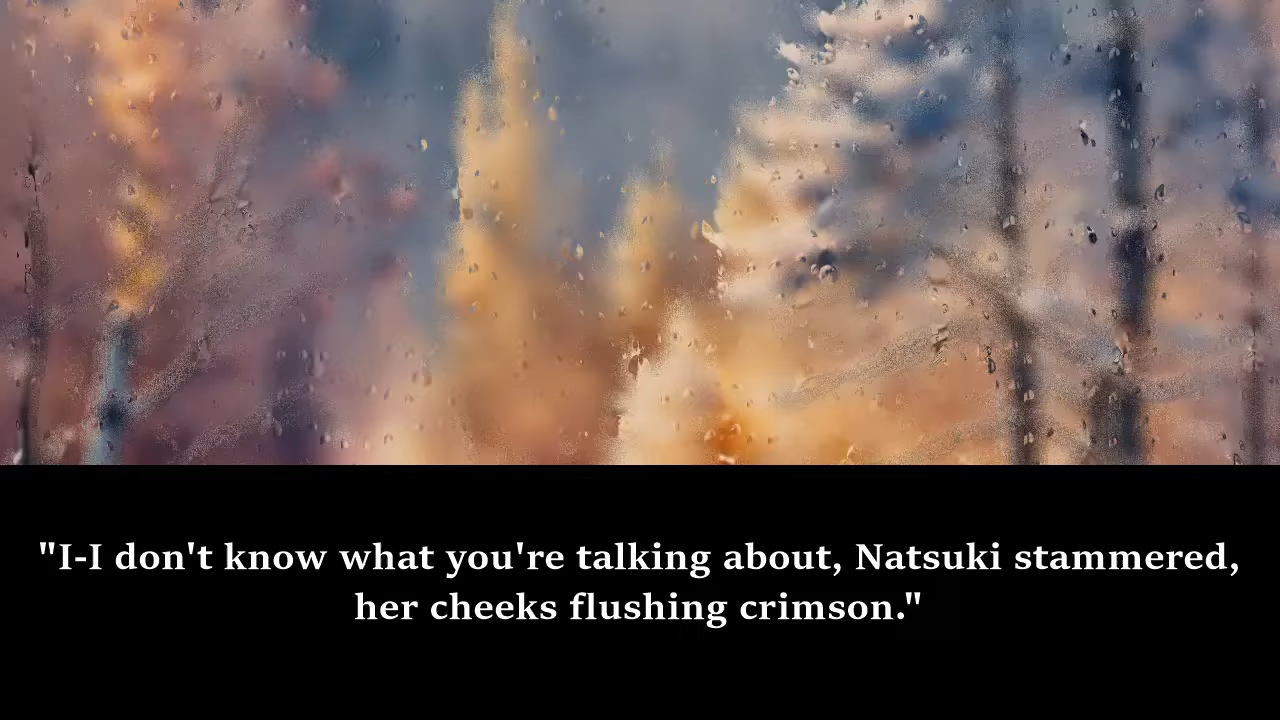 "I-I don't know what you're talking about, Natsuki stammered,
her cheeks flushing crimson."